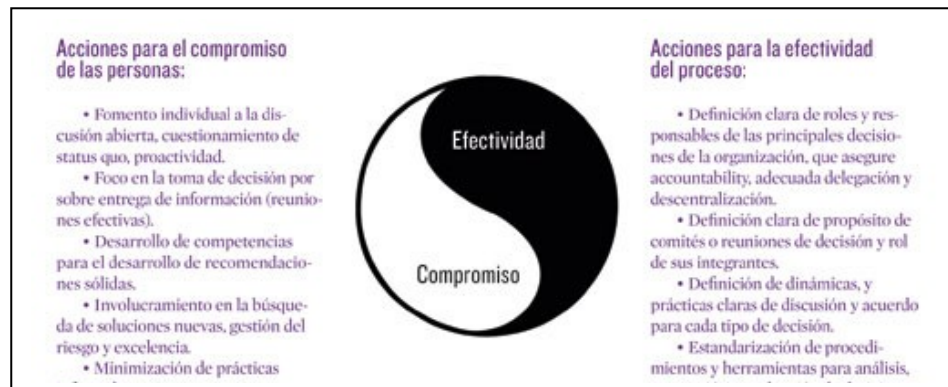 Acciones para el compromiso
de las personas:
• Fomento individual a la dis-
cusión abierta, cuestionamiento de
status quo, proactividad.
• Foco en la toma de decisión por
sobre entrega de información (reunio-
nes efectivas).
• Desarrollo de competencias
para el desarrollo de recomendacio-
nes sólidas.
• Involucramiento en la búsque-
da de soluciones nuevas, gestión del
riesgo y excelencia.
• Minimización de prácticas
Efectividad
Compromiso
Acciones para la efectividad
del proceso:
• Definición clara de roles y res-
ponsables de las principales decisio-
nes de la organización, que asegure
accountability, adecuada delegación y
descentralización.
• Definición clara de propósito de
comités o reuniones de decisión y rol
de sus integrantes.
• Definición de dinámicas, y
prácticas claras de discusión y acuerdo
para cada tipo de decisión.
• Estandarización de procedi-
mientos y herramientas para análisis,